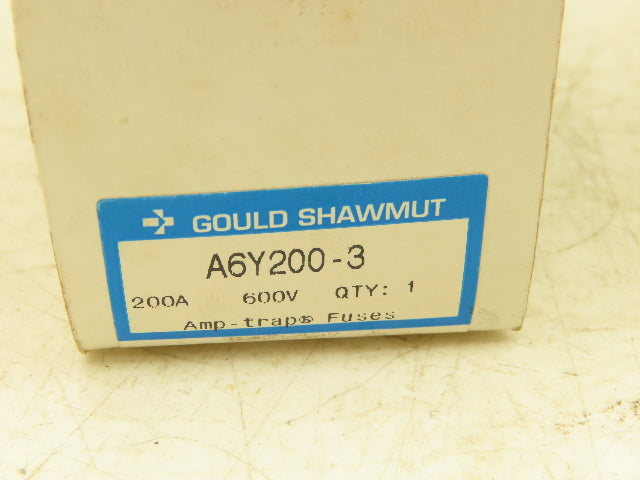 GOULD SHAWMUT
A6Y200-3
200A 600V QTY: 1
Amp-trap® Fuses